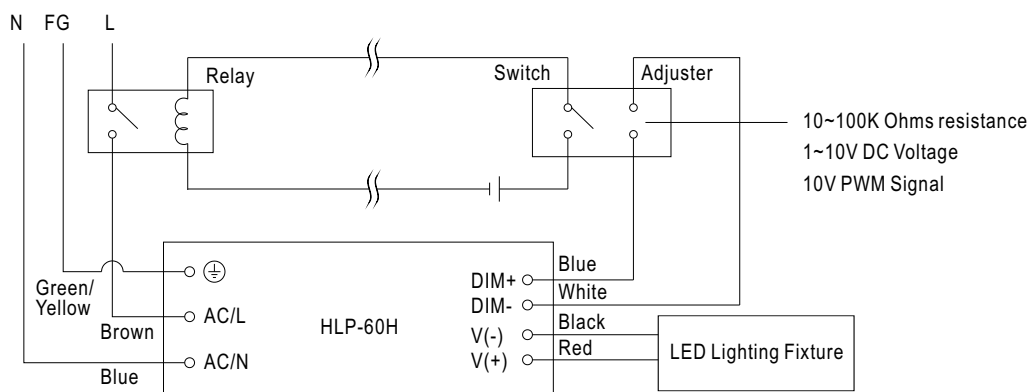 N FG L
Relay
Switch
Adjuster
10~100K Ohms resistance
1~10V DC Voltage
10V PWM Signal
Green/
Yellow
Brown
Blue
AC/L
AC/N
HLP-60H
DIM+
DIM-
V(-)
V(+)
Blue
White
Black
Red
LED Lighting Fixture